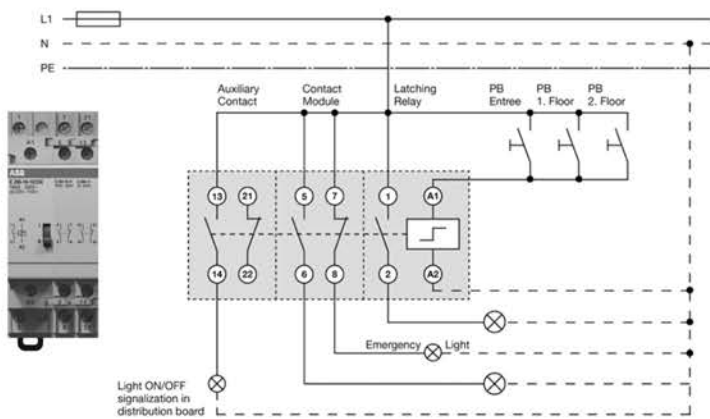 L1
N
PE
Auxiliary Contact
Contact Module
Latching Relay
PB Entree
PB 1. Floor
PB 2. Floor
13
21
5
7
1
A1
14
22
6
8
2
A2
ABB
Emergency
Light
Light ON/OFF
signalization in
distribution board